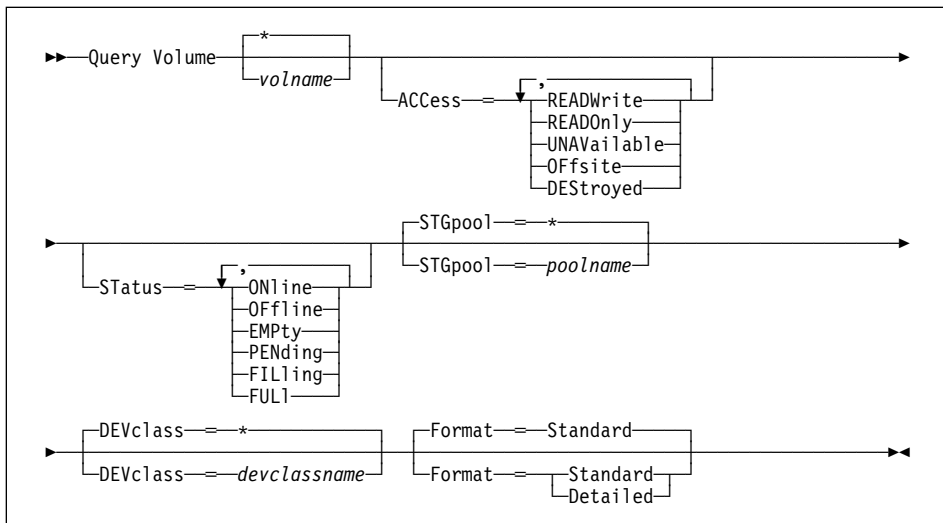 *
Query Volume
volname
,
ACCess = READWrite
READOnly
UNAVailable
OFfsite
DEStroyed
STGpool = *
,
STatus = ONline
STGpool = poolname
OFfline
EMPty
PENding
FILling
FULl
DEVclass = *
Format = Standard
DEVclass = devclassname
Format = Standard
Detailed